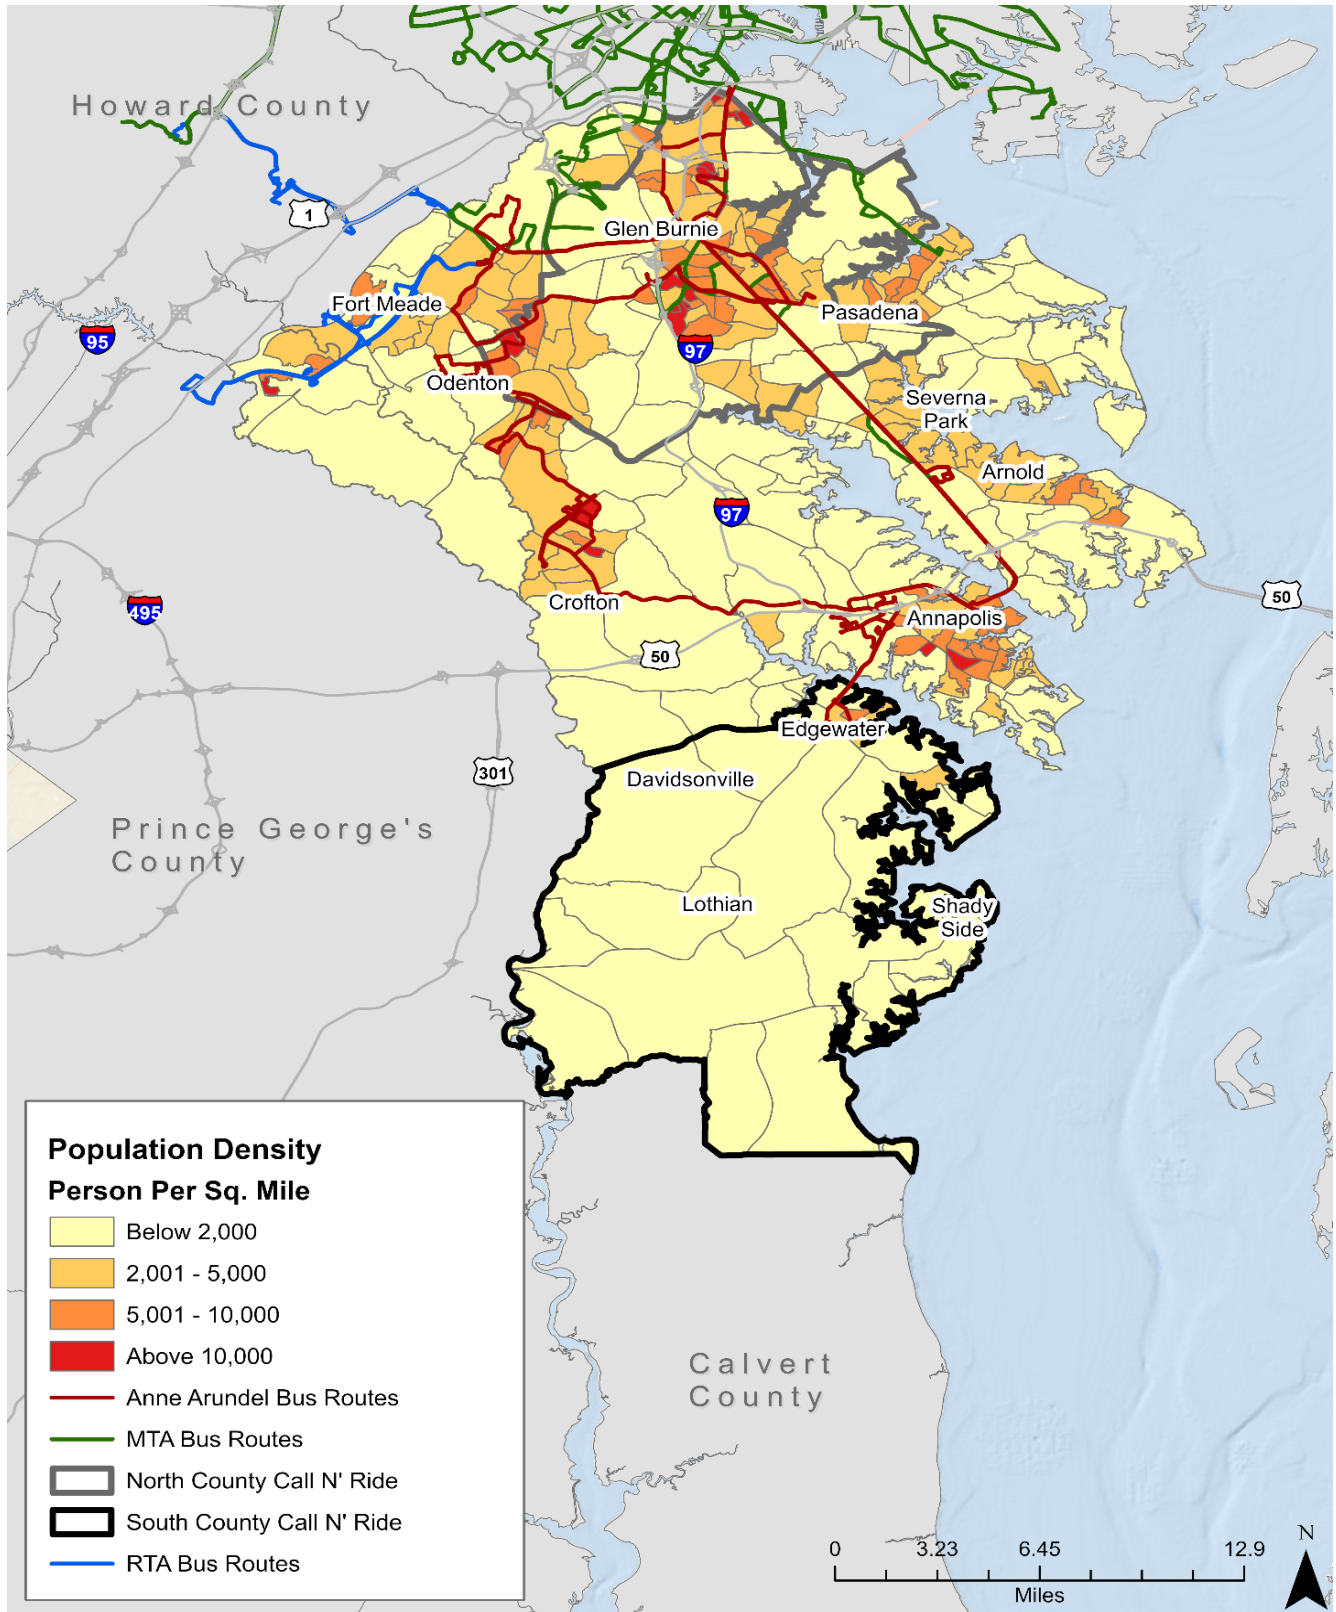 Howard County
1
Glen Burnie
Fort Meade
Pasadena
95
97
Odenton
Severna
Park
Arnold
97
Crofton
495
50
Annapolis
50
Edgewater
301
Davidsonville
Prince George's
County
Lothian
Shady
Side
Population Density
Person Per Sq. Mile
Below 2,000
2,001 - 5,000
5,001 - 10,000
Above 10,000
Anne Arundel Bus Routes
MTA Bus Routes
North County Call N' Ride
South County Call N' Ride
RTA Bus Routes
Calvert
County
N
0 3.23 6.45 12.9
Miles